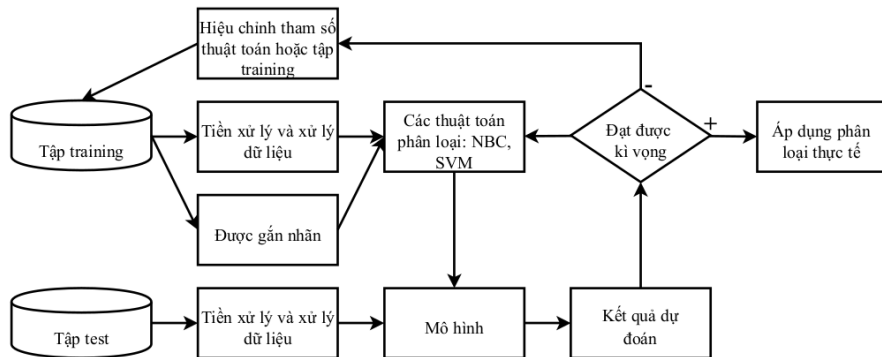 Hiệu chỉnh tham số
thuật toán hoặc tập
training
-
Tập training
Tiền xử lý và xử lý
dữ liệu
Các thuật toán
phân loại: NBC,
SVM
Đạt được
kì vọng
+
Áp dụng phân
loại thực tế
Được gắn nhãn
Tập test
Tiền xử lý và xử lý
dữ liệu
Mô hình
Kết quả dự
đoán